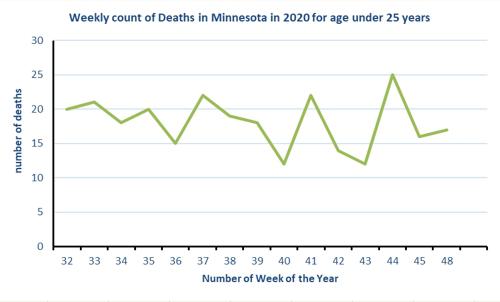 Weekly count of Deaths in Minnesota in 2020 for age under 25 years
number of deaths
30
25
20
15
10
5
0
32 33 34 35 36 37 38 39 40 41 42 43 44 45 48
Number of Week of the Year